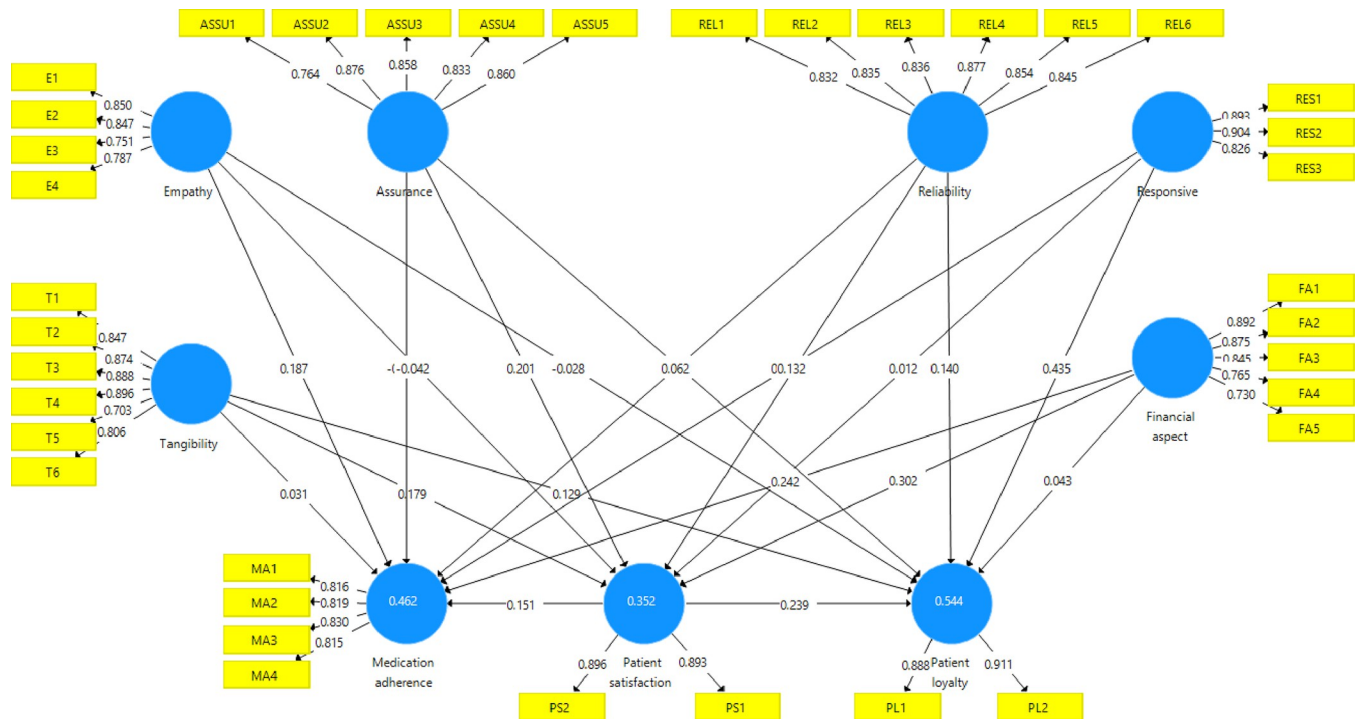 ASSU1 ASSU2 ASSU3 ASSU4 ASSU5 REL1 REL2 REL3 REL4 REL5 REL6
0.764 0.876 0.858 0.833 0.860 0.832 0.835 0.836 0.877 0.854 0.845
E1
E2
E3
E4
0.850
0.847
0.751
0.787
RES1
RES2
RES3
0.893
0.904
0.826
Empathy Assurance Reliability Responsive
T1
T2
T3
T4
T5
T6
0.847
0.874
0.888
0.896
0.703
0.806
Tangibility
FA1
FA2
FA3
FA4
FA5
0.892
0.875
0.845
0.765
0.730
Financial
aspect
0.187 -0.042 0.201 -0.028 0.062 0.132 0.012 0.140 0.435
0.031 0.179 0.129 0.242 0.302 0.043
MA1
MA2
MA3
MA4
0.816
0.819
0.830
0.815
0.462 0.151 0.352 0.239 0.544
Medication
adherence
Patient
satisfaction
Patient
loyalty
0.896 0.893 0.888 0.911
PS2 PS1 PL1 PL2